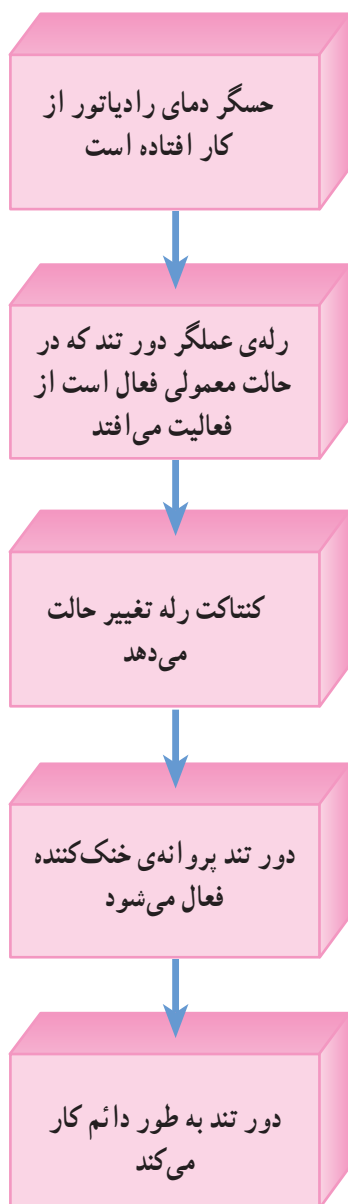 حسگر دمای رادیاتور از
کار افتاده است
رله‌ی عملگر دور تند که در
حالت معمولی فعال است از
فعالیت می‌افتد
کنتاکت رله تغییر حالت
می‌دهد
دور تند پروانه‌ی خنک‌کننده
فعال می‌شود
دور تند به طور دائم کار
می‌کند